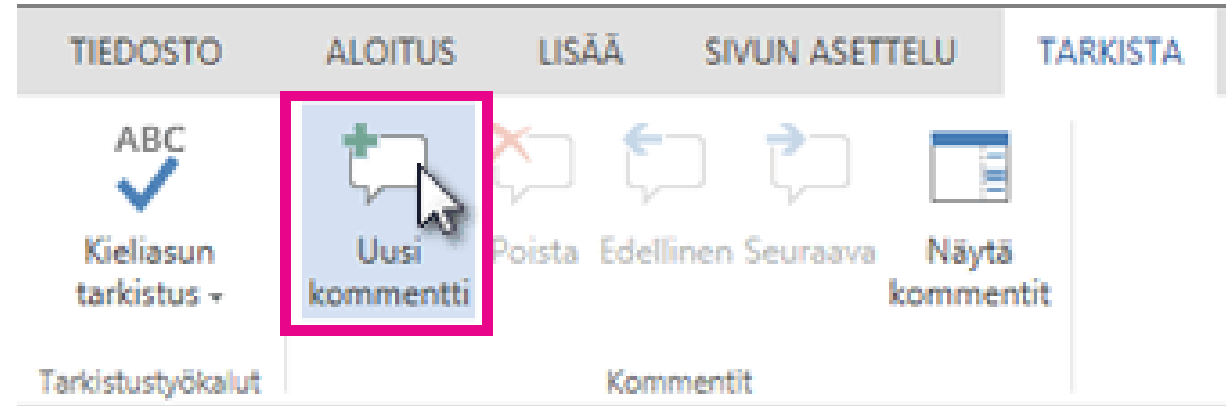 TIEDOSTO ALOITUS LISÄÄ SIVUN ASETTELU TARKISTA
ABC
Kieliasun tarkistus
Uusi kommentti
Poista
Edellinen
Seuraava
Näytä kommentit
Tarkistustyökalut
Kommentit